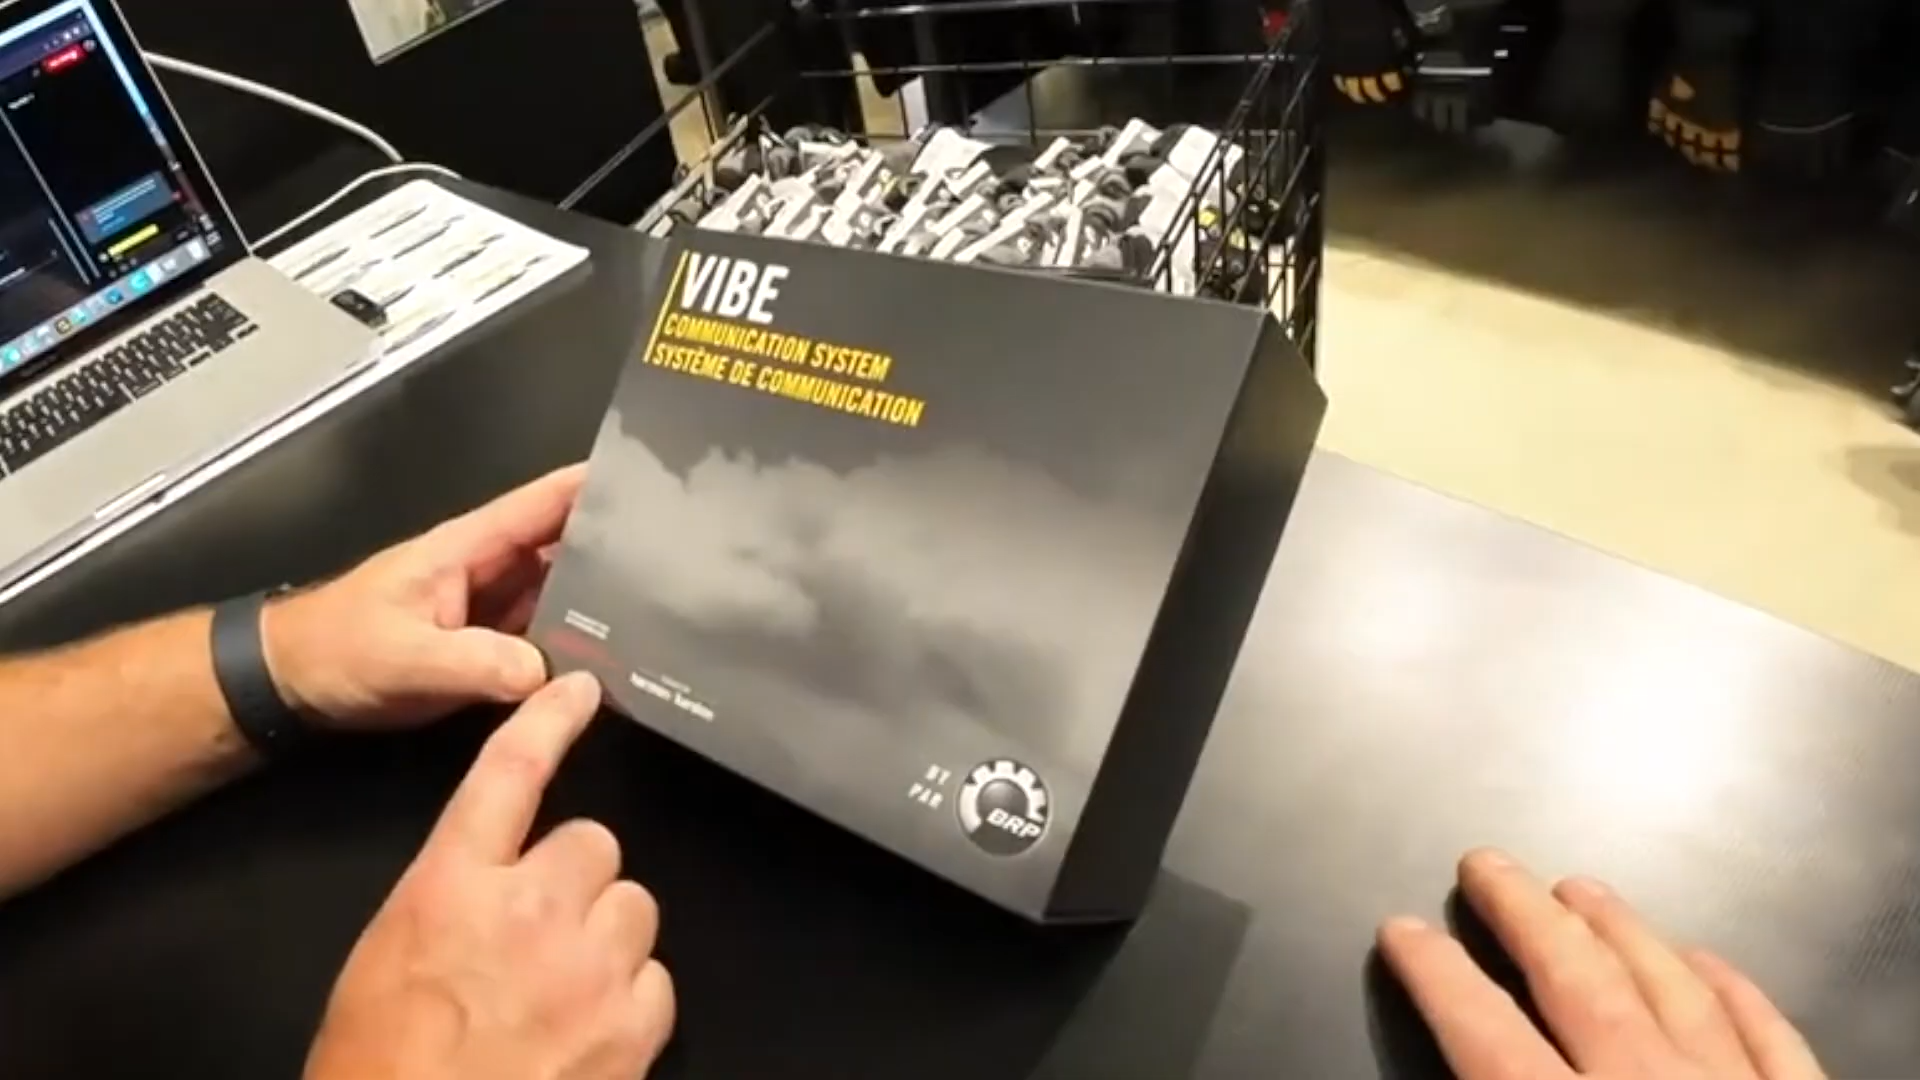 VIBE
COMMUNICATION SYSTEM
SYSTÈME DE COMMUNICATION
harman/kardon
BY
PAR
BRP